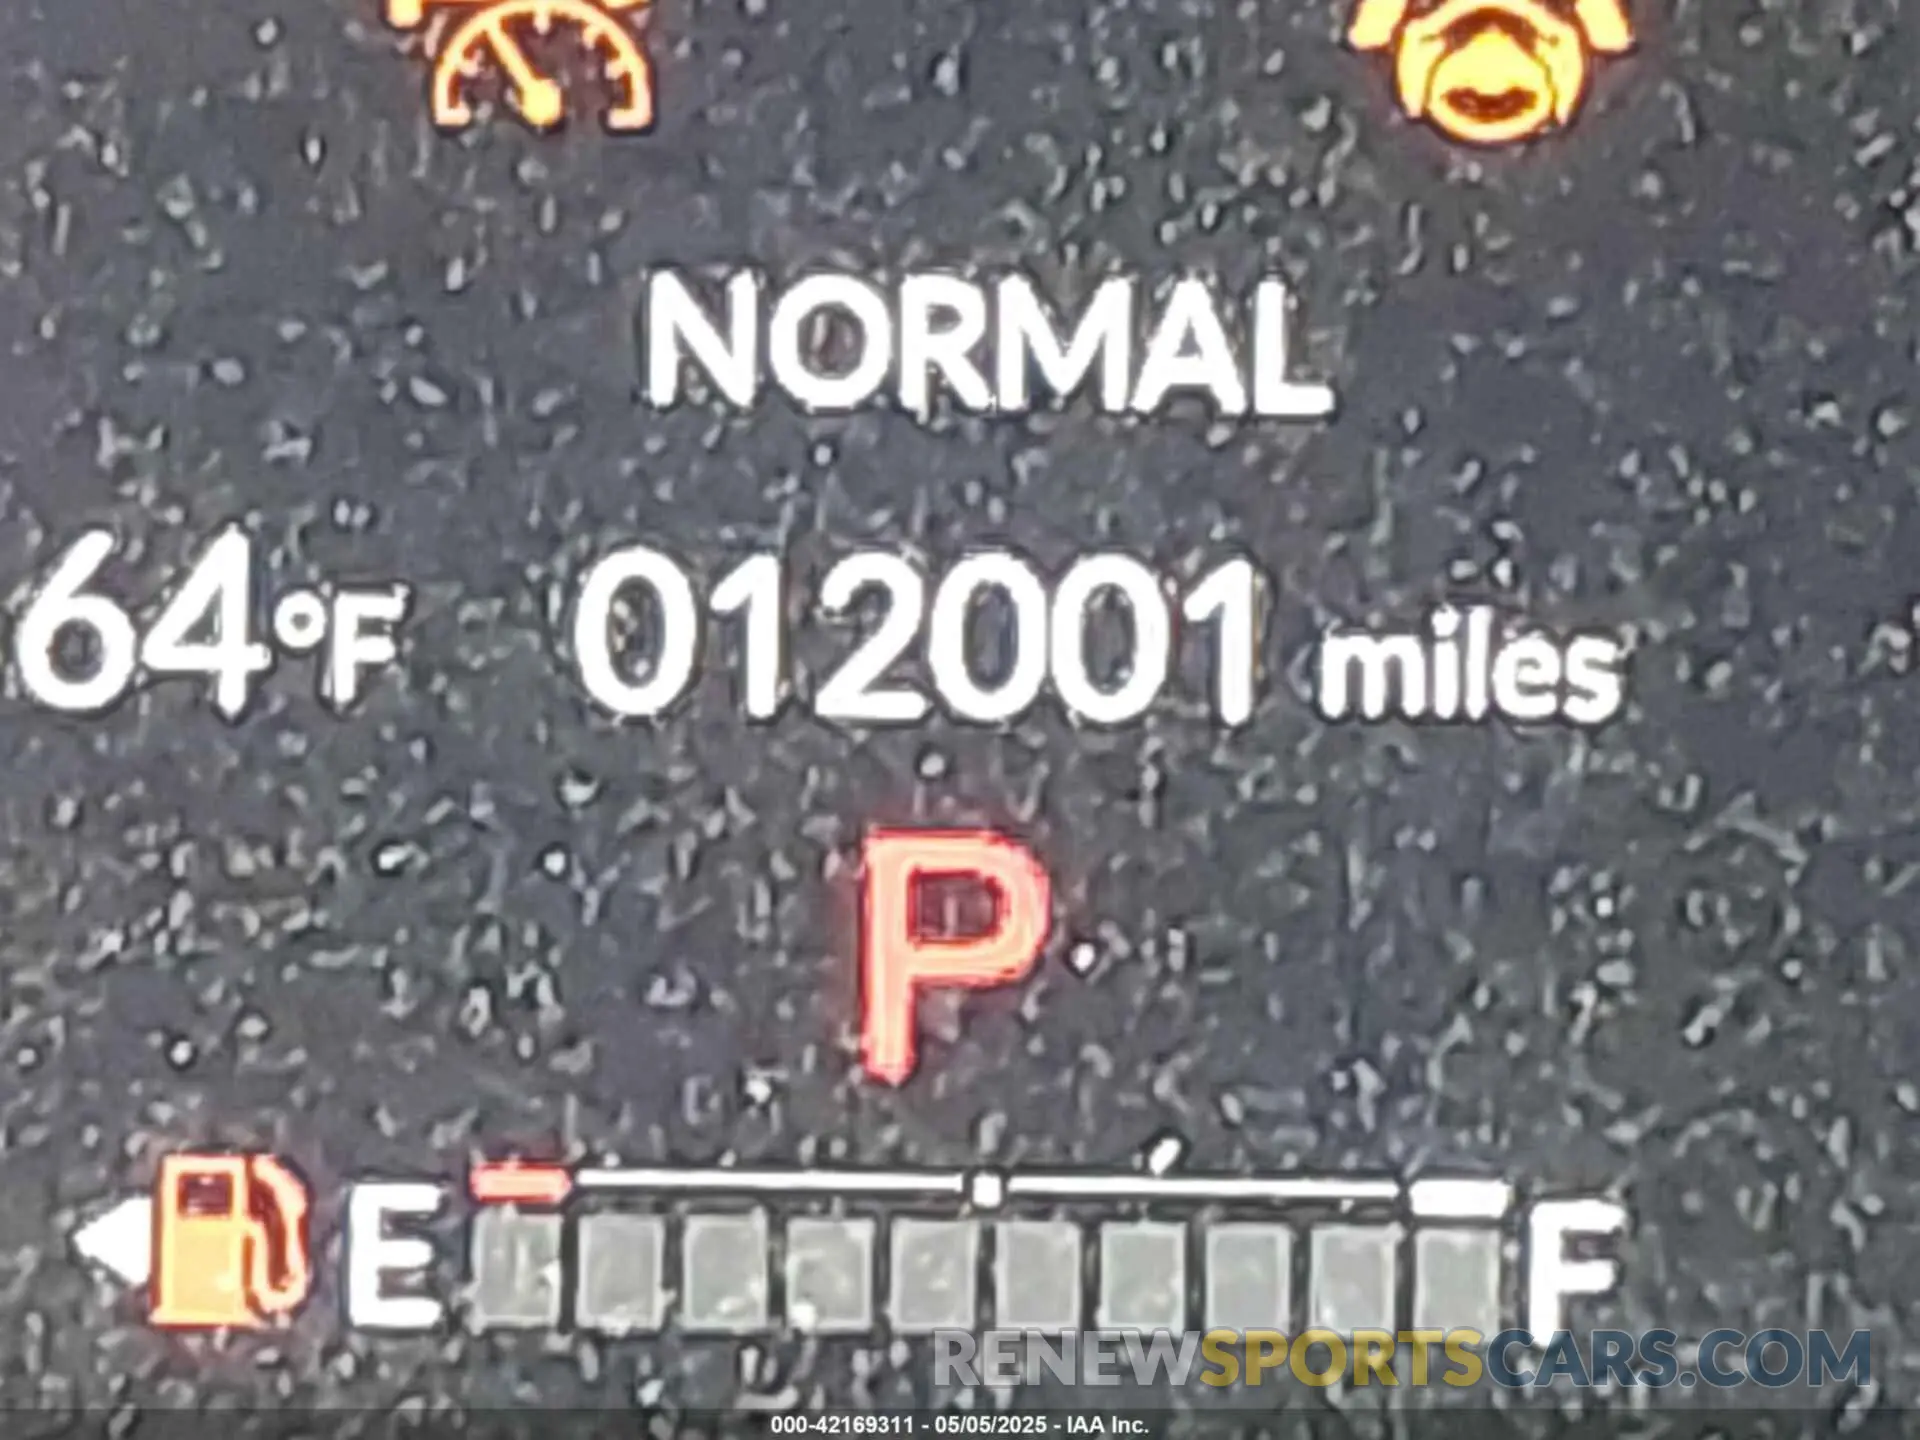 NORMAL
64°F 012001 miles
P
E F
RENEWSPORTSCARS.COM
000-42169311 - 05/05/2025 - IAA Inc.